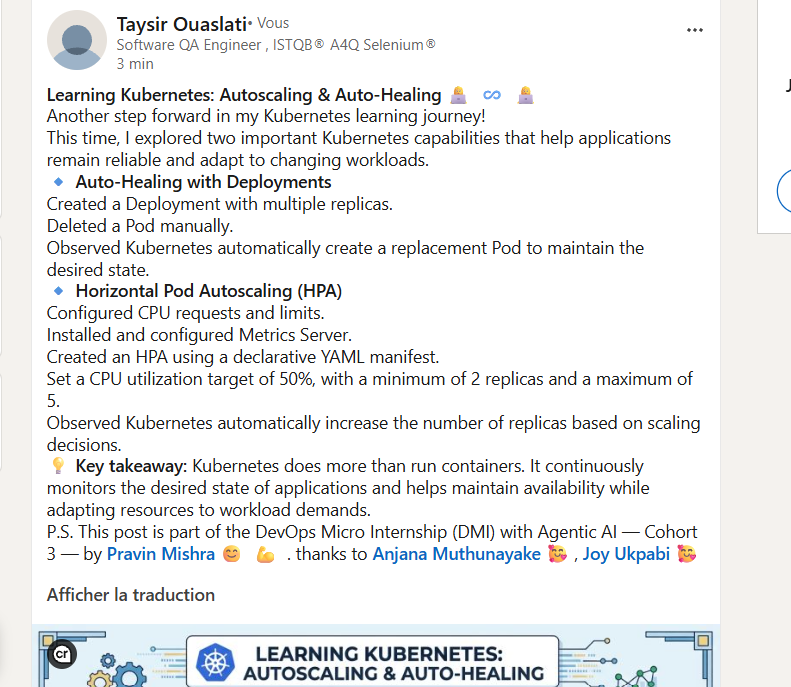 Taysir Ouaslati• Vous
Software QA Engineer , ISTQB® A4Q Selenium®
3 min
Learning Kubernetes: Autoscaling & Auto-Healing 👩‍💻 ∞ 👩‍💻
Another step forward in my Kubernetes learning journey!
This time, I explored two important Kubernetes capabilities that help applications
remain reliable and adapt to changing workloads.
🔹 Auto-Healing with Deployments
Created a Deployment with multiple replicas.
Deleted a Pod manually.
Observed Kubernetes automatically create a replacement Pod to maintain the
desired state.
🔹 Horizontal Pod Autoscaling (HPA)
Configured CPU requests and limits.
Installed and configured Metrics Server.
Created an HPA using a declarative YAML manifest.
Set a CPU utilization target of 50%, with a minimum of 2 replicas and a maximum of
5.
Observed Kubernetes automatically increase the number of replicas based on scaling
decisions.
💡 Key takeaway: Kubernetes does more than run containers. It continuously
monitors the desired state of applications and helps maintain availability while
adapting resources to workload demands.
P.S. This post is part of the DevOps Micro Internship (DMI) with Agentic AI — Cohort
3 — by Pravin Mishra 😊 💪 . thanks to Anjana Muthunayake 🥰 , Joy Ukpabi 🥰
Afficher la traduction
cr
LEARNING KUBERNETES:
AUTOSCALING & AUTO-HEALING